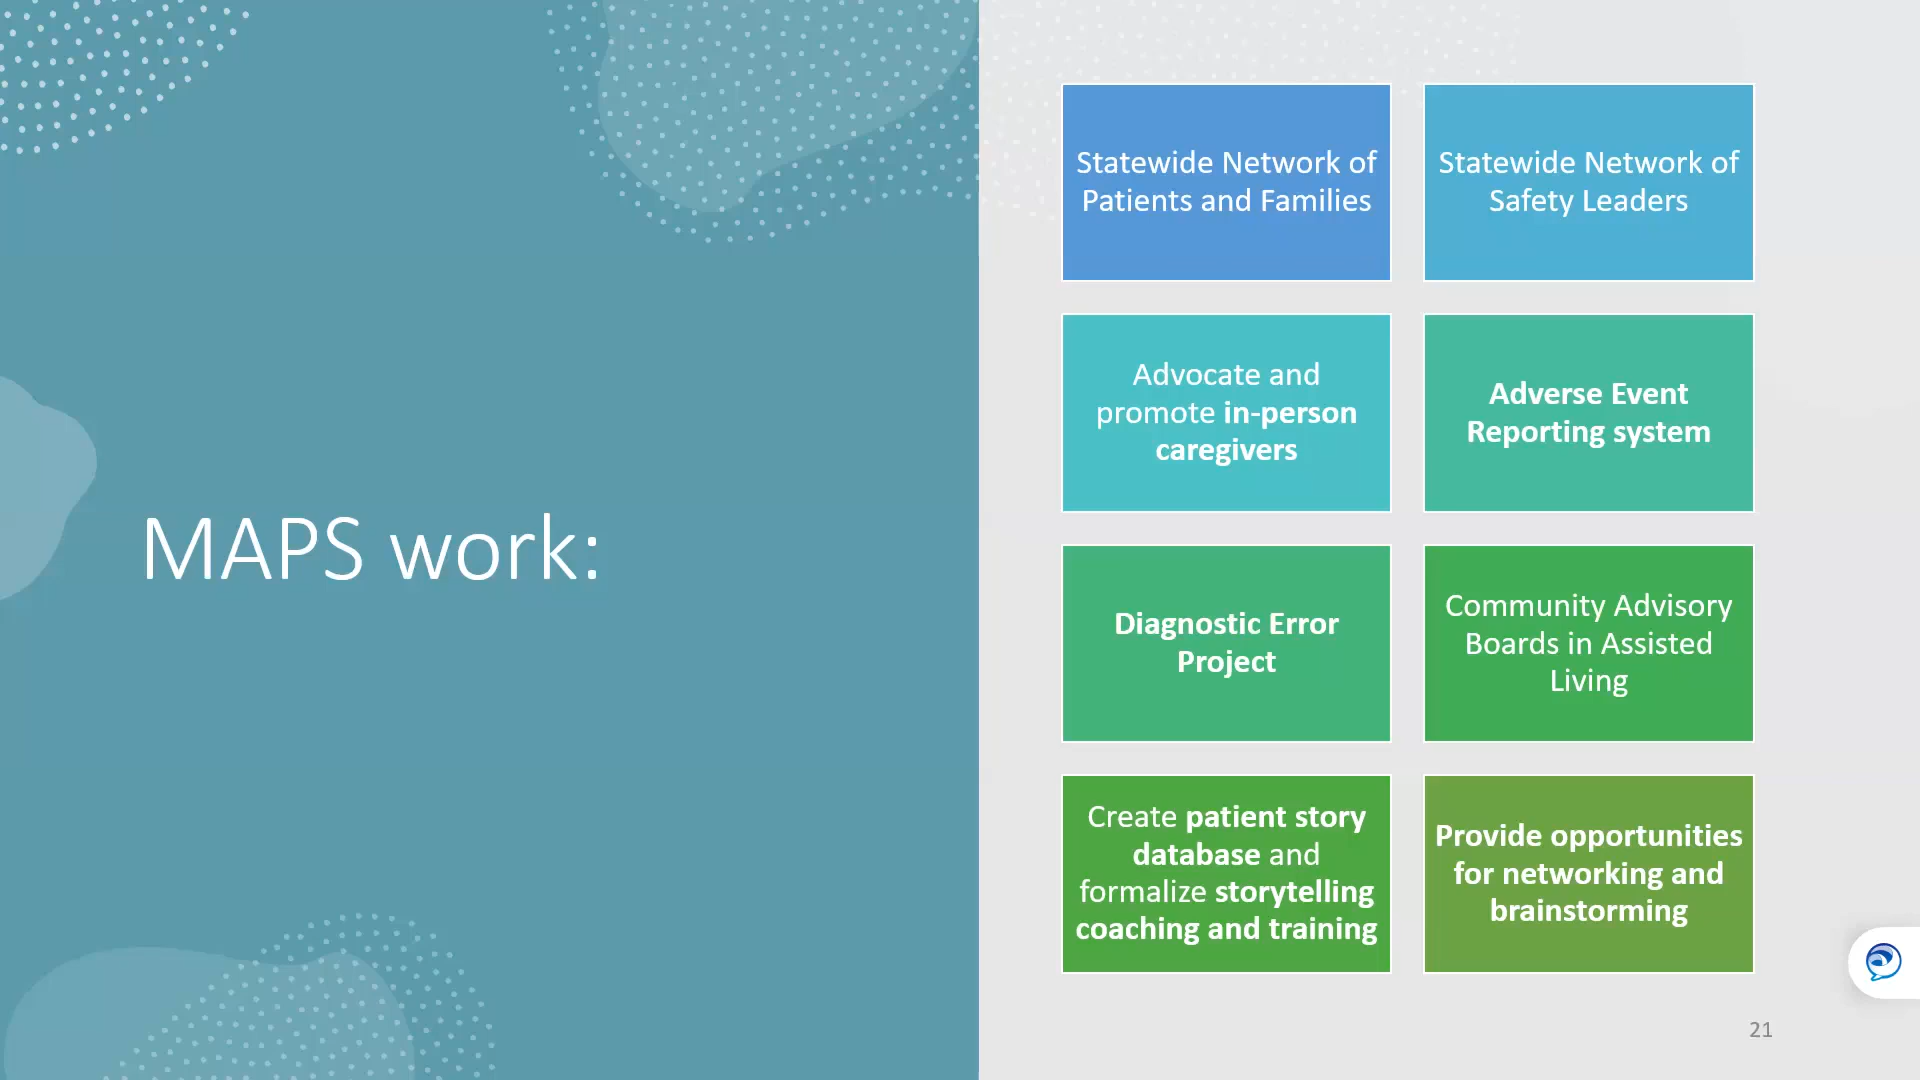 MAPS work:
Statewide Network of
Patients and Families
Statewide Network of
Safety Leaders
Advocate and
promote in-person
caregivers
Adverse Event
Reporting system
Diagnostic Error
Project
Community Advisory
Boards in Assisted
Living
Create patient story
database and
formalize storytelling
coaching and training
Provide opportunities
for networking and
brainstorming
21